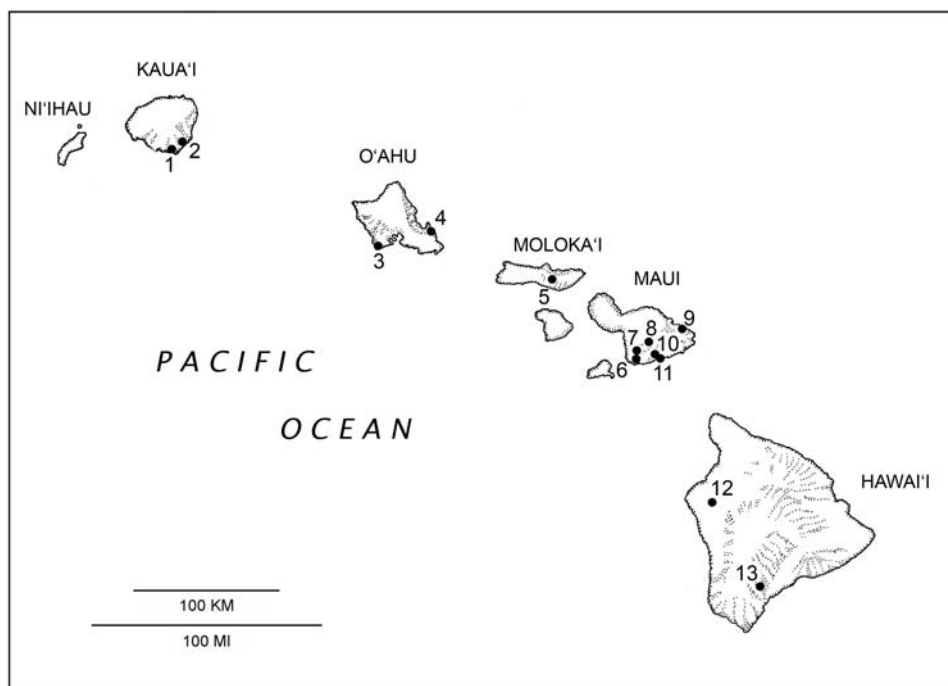 KAUA‘I
NI‘IHAU
1
2
O‘AHU
3
4
MOLOKA‘I
5
MAUI
6
7
8
9
10
11
PACIFIC
OCEAN
HAWAI‘I
12
13
100 KM
100 MI